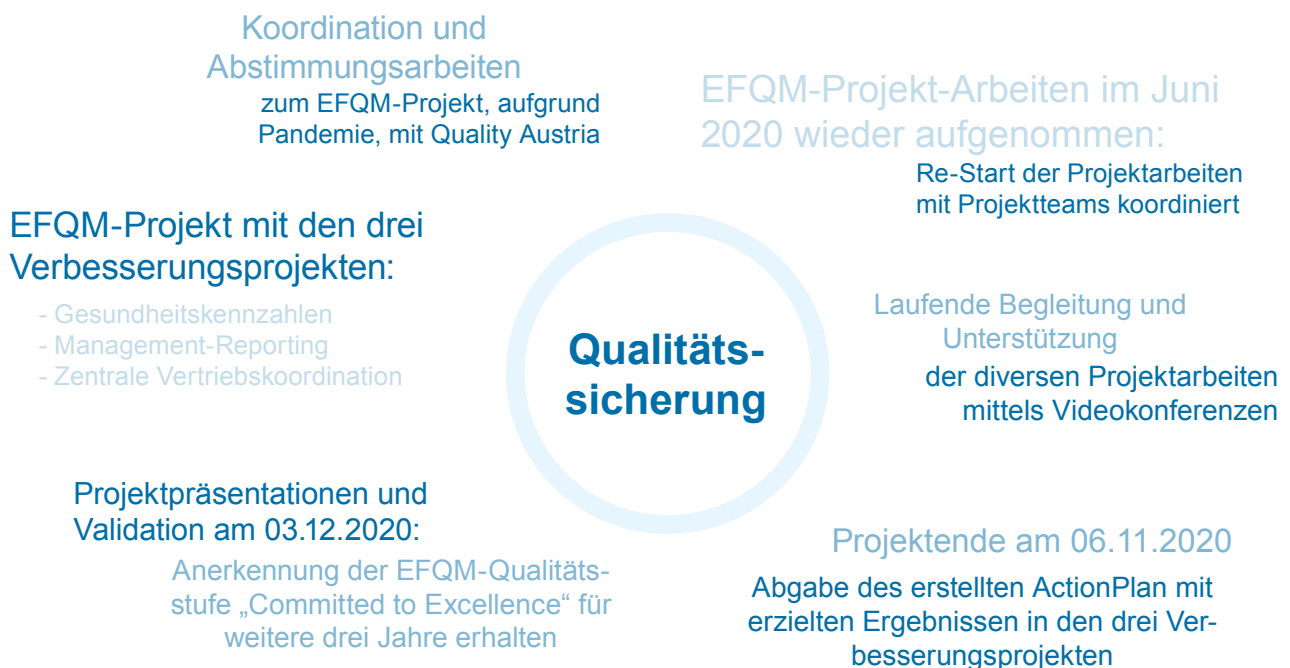 Koordination und
Abstimmungsarbeiten
zum EFQM-Projekt, aufgrund
Pandemie, mit Quality Austria
EFQM-Projekt-Arbeiten im Juni
2020 wieder aufgenommen:
Re-Start der Projektarbeiten
mit Projektteams koordiniert
EFQM-Projekt mit den drei
Verbesserungsprojekten:
- Gesundheitskennzahlen
- Management-Reporting
- Zentrale Vertriebskoordination
Qualitäts-
sicherung
Laufende Begleitung und
Unterstützung
der diversen Projektarbeiten
mittels Videokonferenzen
Projektpräsentationen und
Validation am 03.12.2020:
Anerkennung der EFQM-Qualitäts-
stufe „Committed to Excellence“ für
weitere drei Jahre erhalten
Projektende am 06.11.2020
Abgabe des erstellten ActionPlan mit
erzielten Ergebnissen in den drei Ver-
besserungsprojekten